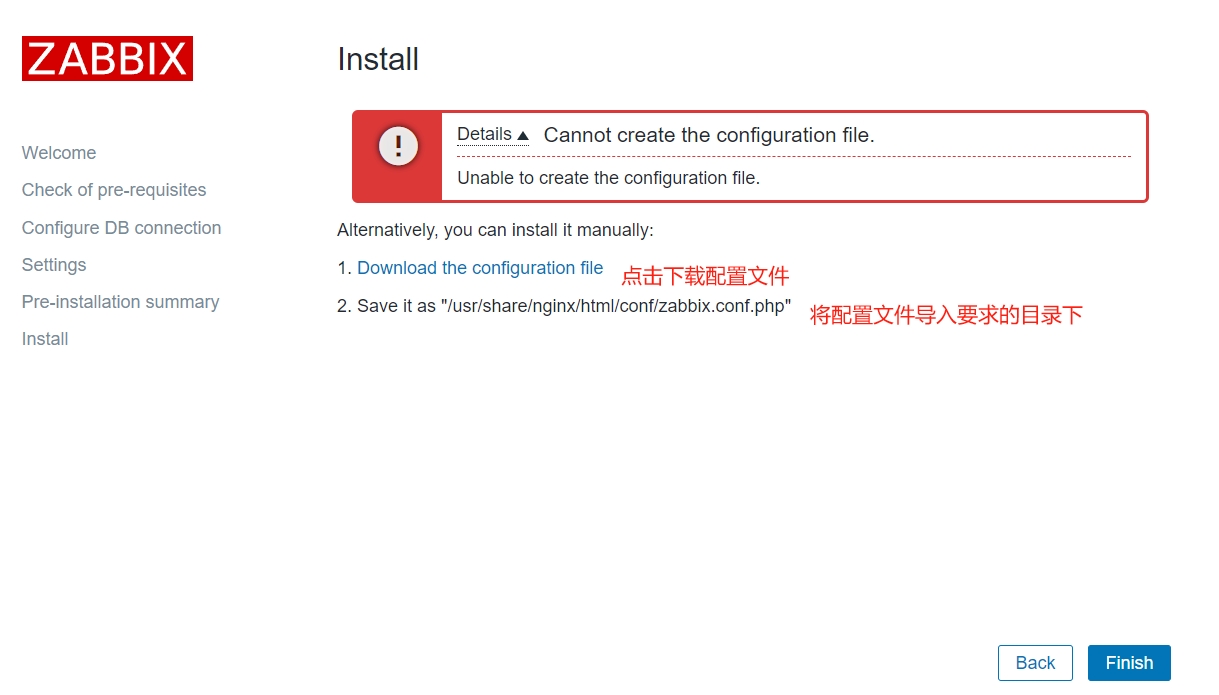 ZABBIX
Install
Welcome
Check of pre-requisites
Configure DB connection
Settings
Pre-installation summary
Install
! Details ▲ Cannot create the configuration file.
Unable to create the configuration file.
Alternatively, you can install it manually:
1. Download the configuration file 点击下载配置文件
2. Save it as "/usr/share/nginx/html/conf/zabbix.conf.php" 将配置文件导入要求的目录下
Back Finish